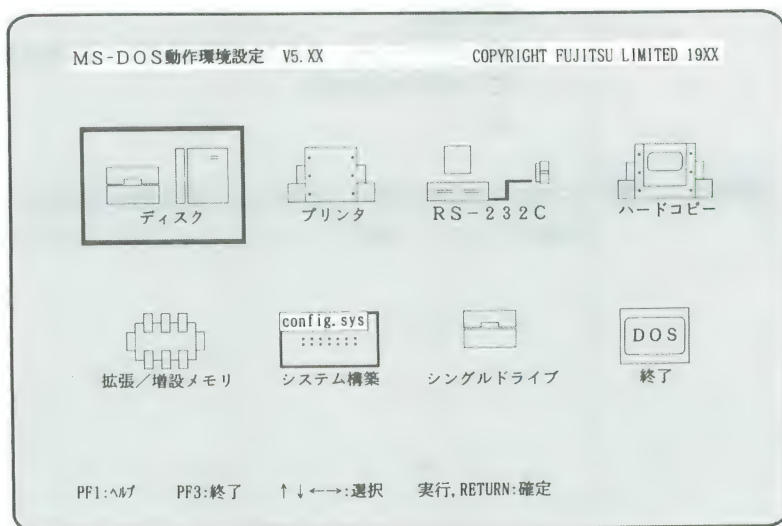 MS-DOS動作環境設定 V5.XX COPYRIGHT FUJITSU LIMITED 19XX
ディスク プリンタ RS-232C ハードコピー
config.sys DOS
拡張/増設メモリ システム構築 シングルドライブ 終了
PF1:ヘルプ PF3:終了 ↑↓←→:選択 実行,RETURN:確定